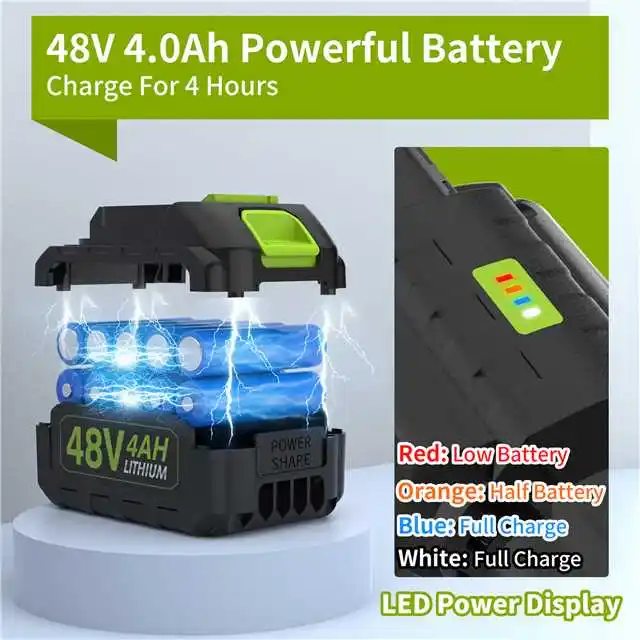 48V 4.0Ah Powerful Battery
Charge For 4 Hours
48V 4AH
LITHIUM
POWER
SHAPE
Red: Low Battery
Orange: Half Battery
Blue: Full Charge
White: Full Charge
LED Power Display